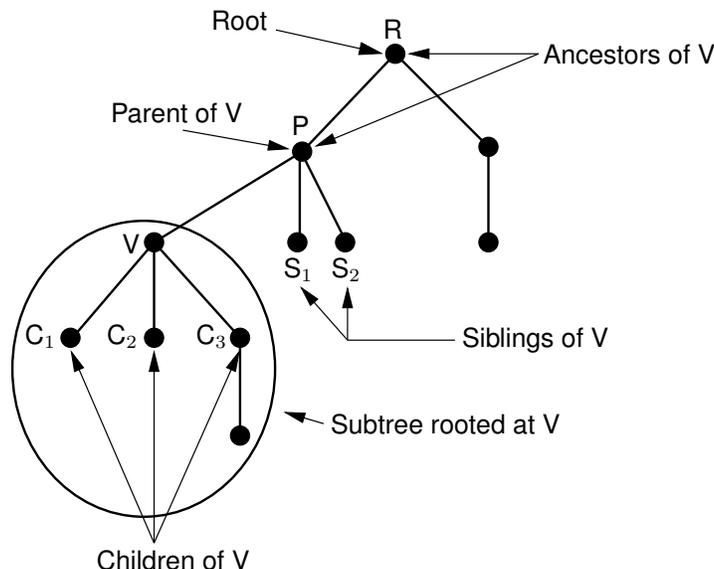 Root
R
Ancestors of V
Parent of V
P
V
S₁
S₂
C₁
C₂
C₃
Siblings of V
Subtree rooted at V
Children of V